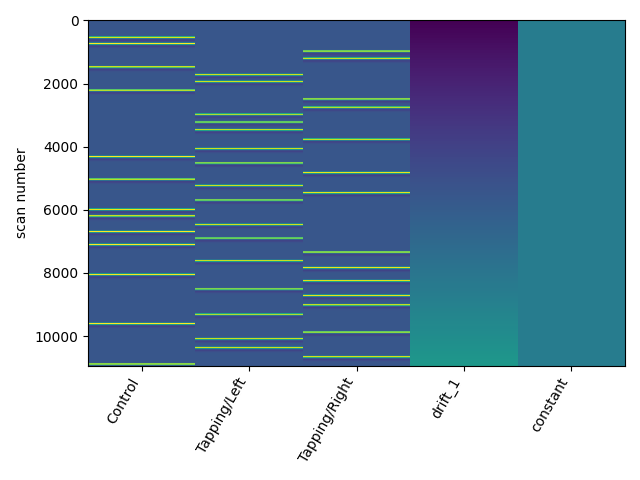 0
2000
4000
6000
8000
10000
scan number
Control
Tapping/Left
Tapping/Right
drift_1
constant